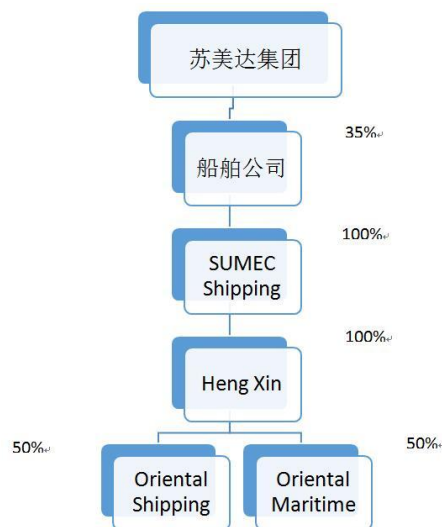 苏美达集团
35%
船舶公司
100%
SUMEC
Shipping
100%
Heng Xin
50%
50%
Oriental
Shipping
Oriental
Maritime